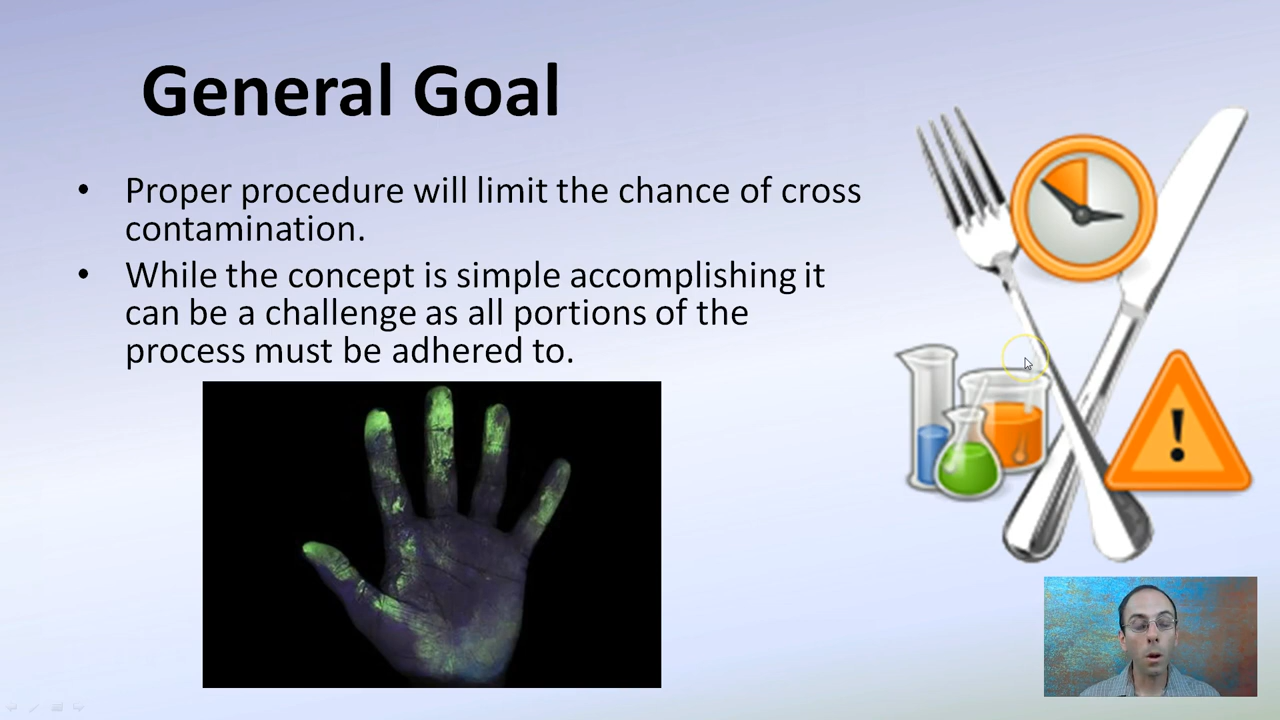 General Goal
• Proper procedure will limit the chance of cross
contamination.
• While the concept is simple accomplishing it
can be a challenge as all portions of the
process must be adhered to.
!